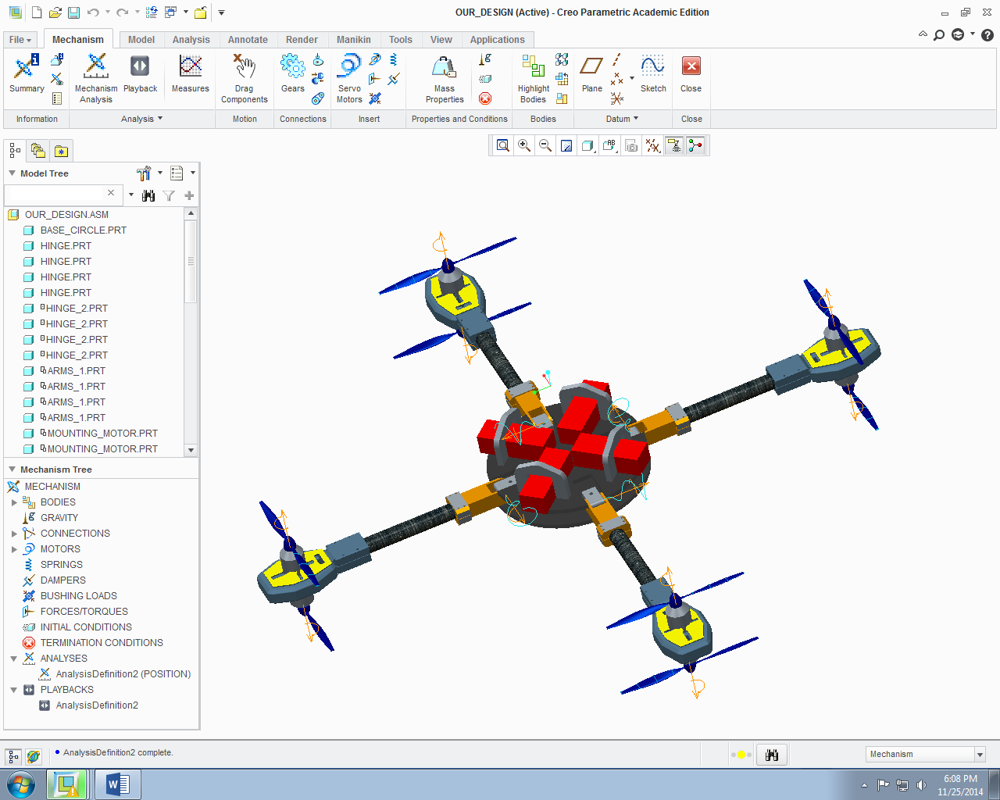 OUR_DESIGN (Active) - Creo Parametric Academic Edition
File Mechanism Model Analysis Annotate Render Manikin Tools View Applications
Summary
Mechanism Analysis
Playback
Measures
Drag Components
Gears
Servo Motors
Mass Properties
Highlight Bodies
Plane
Sketch
Close
Information Analysis Motion Connections Insert Properties and Conditions Bodies Datum Close
Model Tree
OUR_DESIGN.ASM
BASE_CIRCLE.PRT
HINGE.PRT
HINGE.PRT
HINGE.PRT
HINGE.PRT
HINGE_2.PRT
HINGE_2.PRT
HINGE_2.PRT
HINGE_2.PRT
ARMS_1.PRT
ARMS_1.PRT
ARMS_1.PRT
ARMS_1.PRT
MOUNTING_MOTOR.PRT
MOUNTING_MOTOR.PRT
Mechanism Tree
MECHANISM
BODIES
GRAVITY
CONNECTIONS
MOTORS
SPRINGS
DAMPERS
BUSHING LOADS
FORCES/TORQUES
INITIAL CONDITIONS
TERMINATION CONDITIONS
ANALYSES
AnalysisDefinition2 (POSITION)
PLAYBACKS
AnalysisDefinition2
AnalysisDefinition2 complete.
Mechanism
6:08 PM
11/25/2014